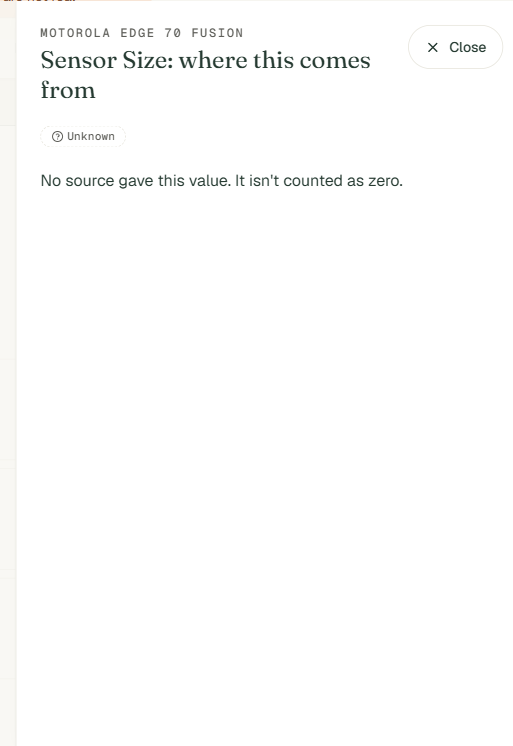 MOTOROLA EDGE 70 FUSION
Sensor Size: where this comes
from
Close
Unknown
No source gave this value. It isn't counted as zero.